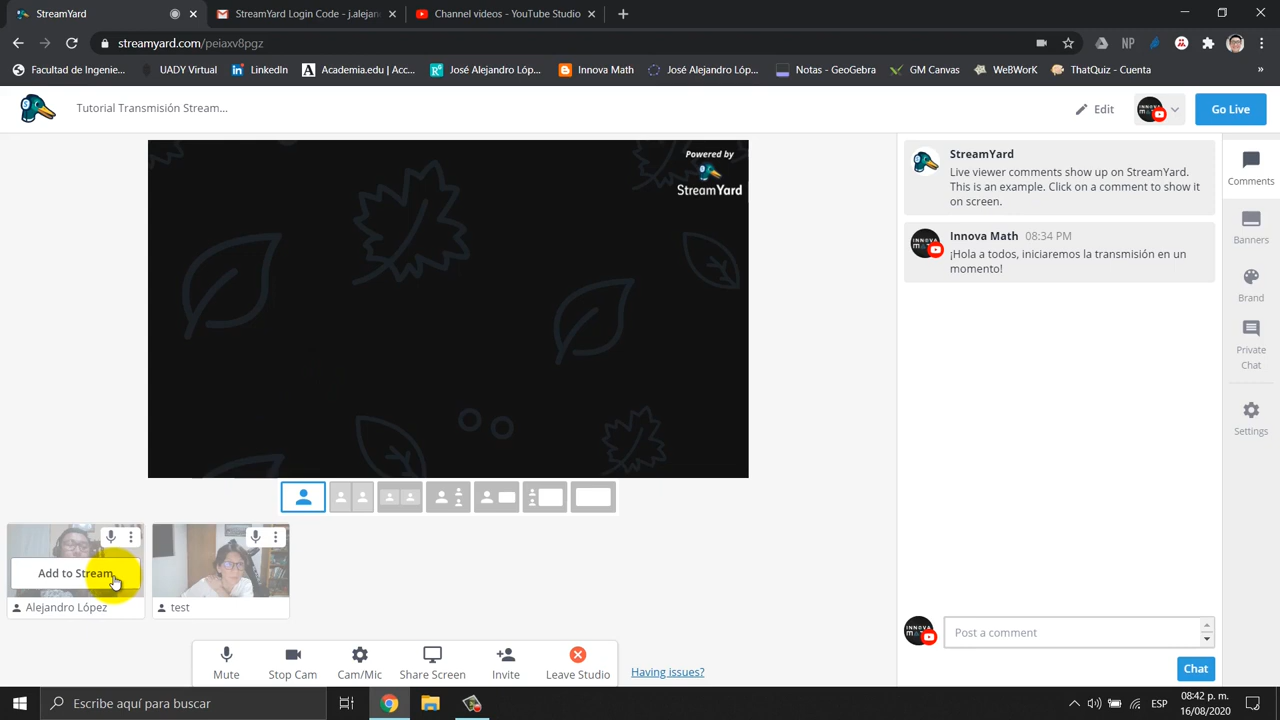 StreamYard
StreamYard Login Code - j.alejan
Channel videos - YouTube Studio
streamyard.com/peiaxv8pgz
NP
Facultad de Ingenie...
UADY Virtual
LinkedIn
Academia.edu | Acc...
José Alejandro Lópe...
Innova Math
José Alejandro López...
Notas - GeoGebra
GM Canvas
WeBWorK
ThatQuiz - Cuenta
»
Tutorial Transmisión Stream...
Edit
Go Live
Powered by
StreamYard
StreamYard
Live viewer comments show up on StreamYard.
This is an example. Click on a comment to show it
on screen.
Innova Math 08:34 PM
¡Hola a todos, iniciaremos la transmisión en un
momento!
Comments
Banners
Brand
Private
Chat
Settings
Add to Stream
Alejandro López
test
Post a comment
Chat
Mute
Stop Cam
Cam/Mic
Share Screen
Invite
Leave Studio
Having issues?
Escribe aquí para buscar
ESP
08:42 p. m.
16/08/2020